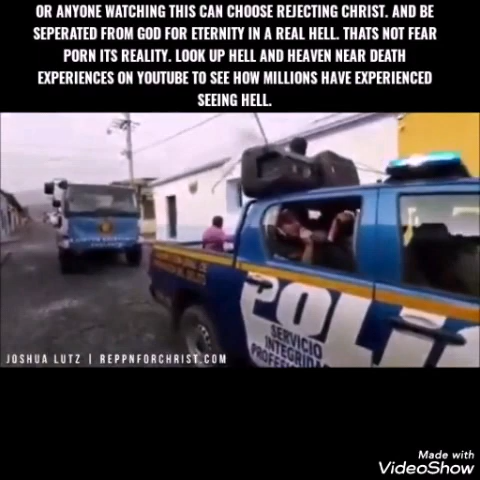 OR ANYONE WATCHING THIS CAN CHOOSE REJECTING CHRIST. AND BE
SEPERATED FROM GOD FOR ETERNITY IN A REAL HELL. THATS NOT FEAR
PORN ITS REALITY. LOOK UP HELL AND HEAVEN NEAR DEATH
EXPERIENCES ON YOUTUBE TO SEE HOW MILLIONS HAVE EXPERIENCED
SEEING HELL.
POLI
SERVICIO
INTEGRIDA
PROFES
JOSHUA LUTZ | REPPNFORCHRIST.COM
Made with
VideoShow